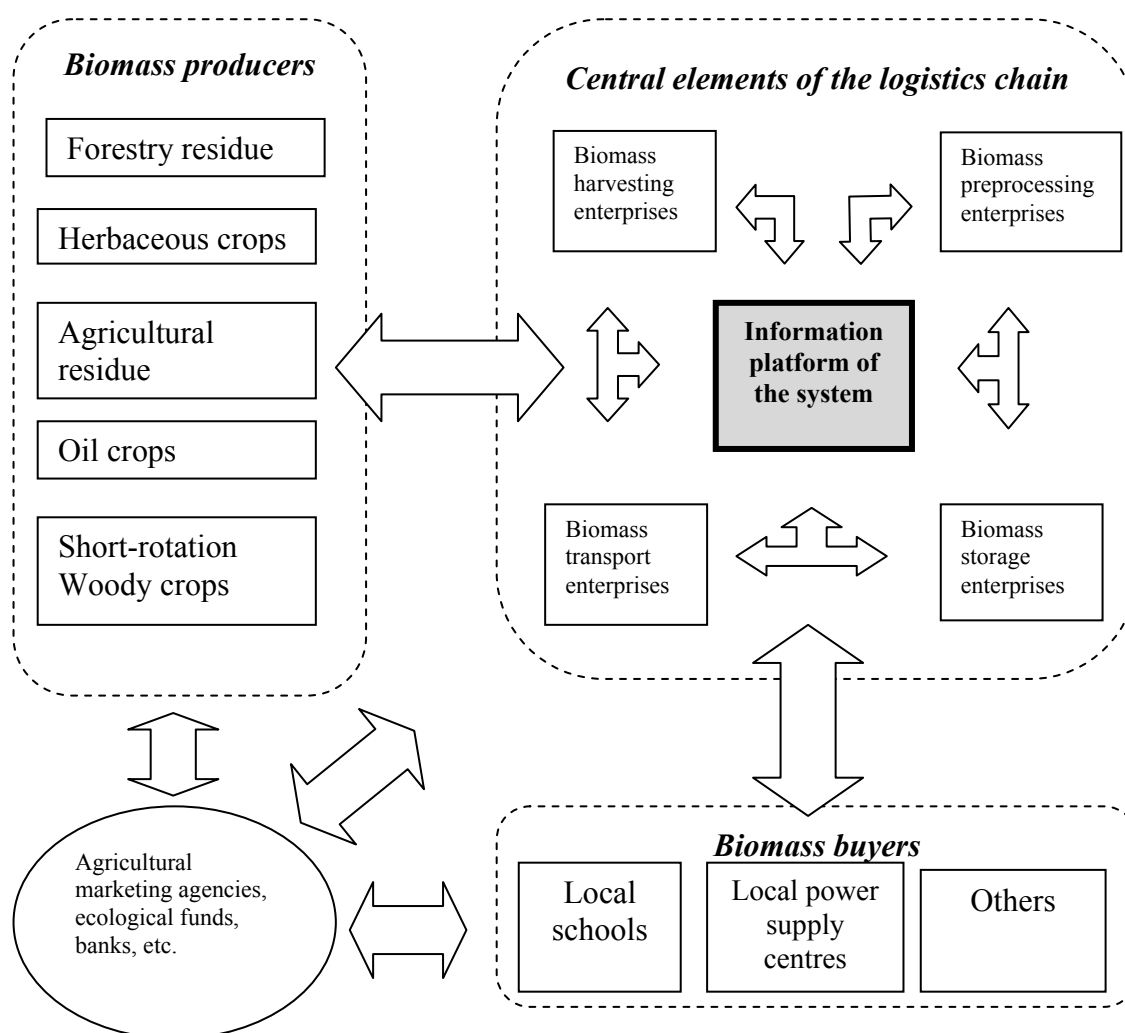 Biomass producers
Forestry residue
Herbaceous crops
Agricultural
residue
Oil crops
Short-rotation
Woody crops
Central elements of the logistics chain
Biomass
harvesting
enterprises
Biomass
preprocessing
enterprises
Information
platform of
the system
Biomass
transport
enterprises
Biomass
storage
enterprises
Agricultural
marketing agencies,
ecological funds,
banks, etc.
Biomass buyers
Local
schools
Local power
supply
centres
Others